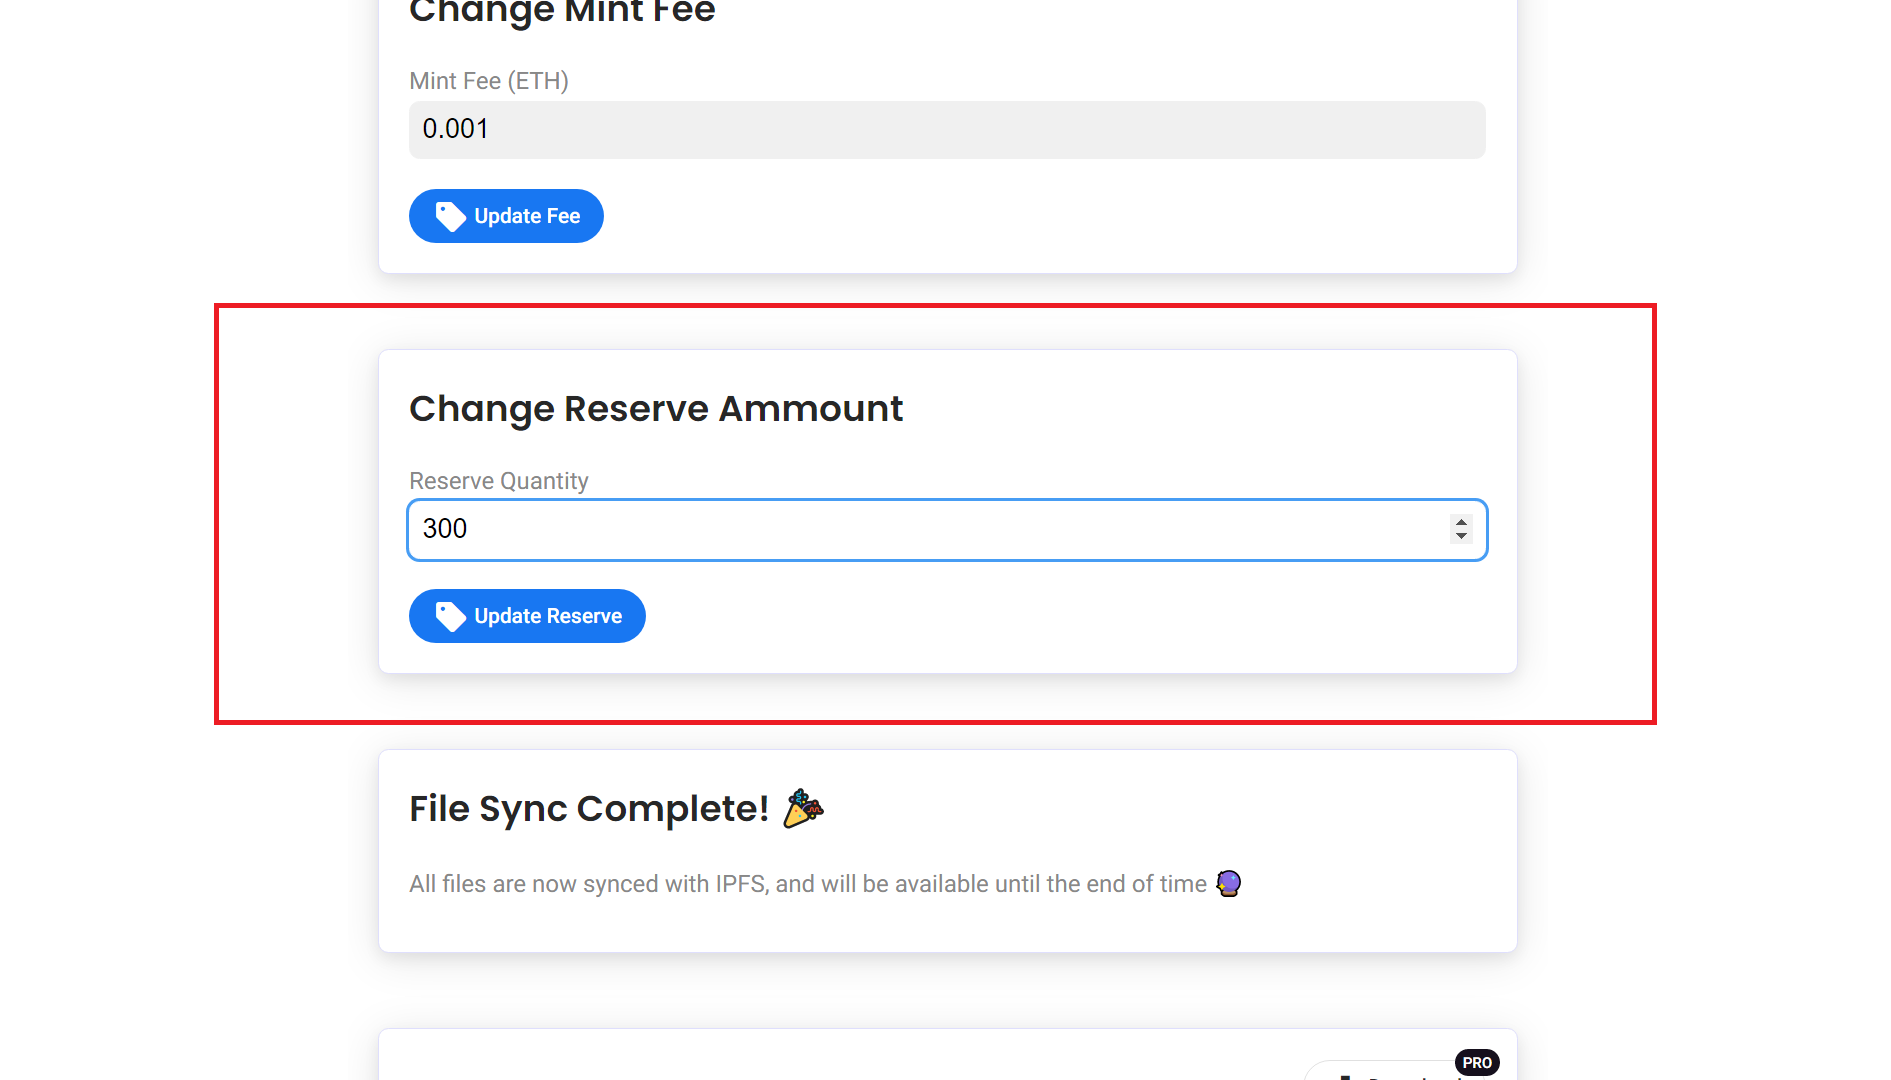 Change Mint Fee
Mint Fee (ETH)
0.001
Update Fee
Change Reserve Ammount
Reserve Quantity
300
Update Reserve
File Sync Complete!
All files are now synced with IPFS, and will be available until the end of time
PRO